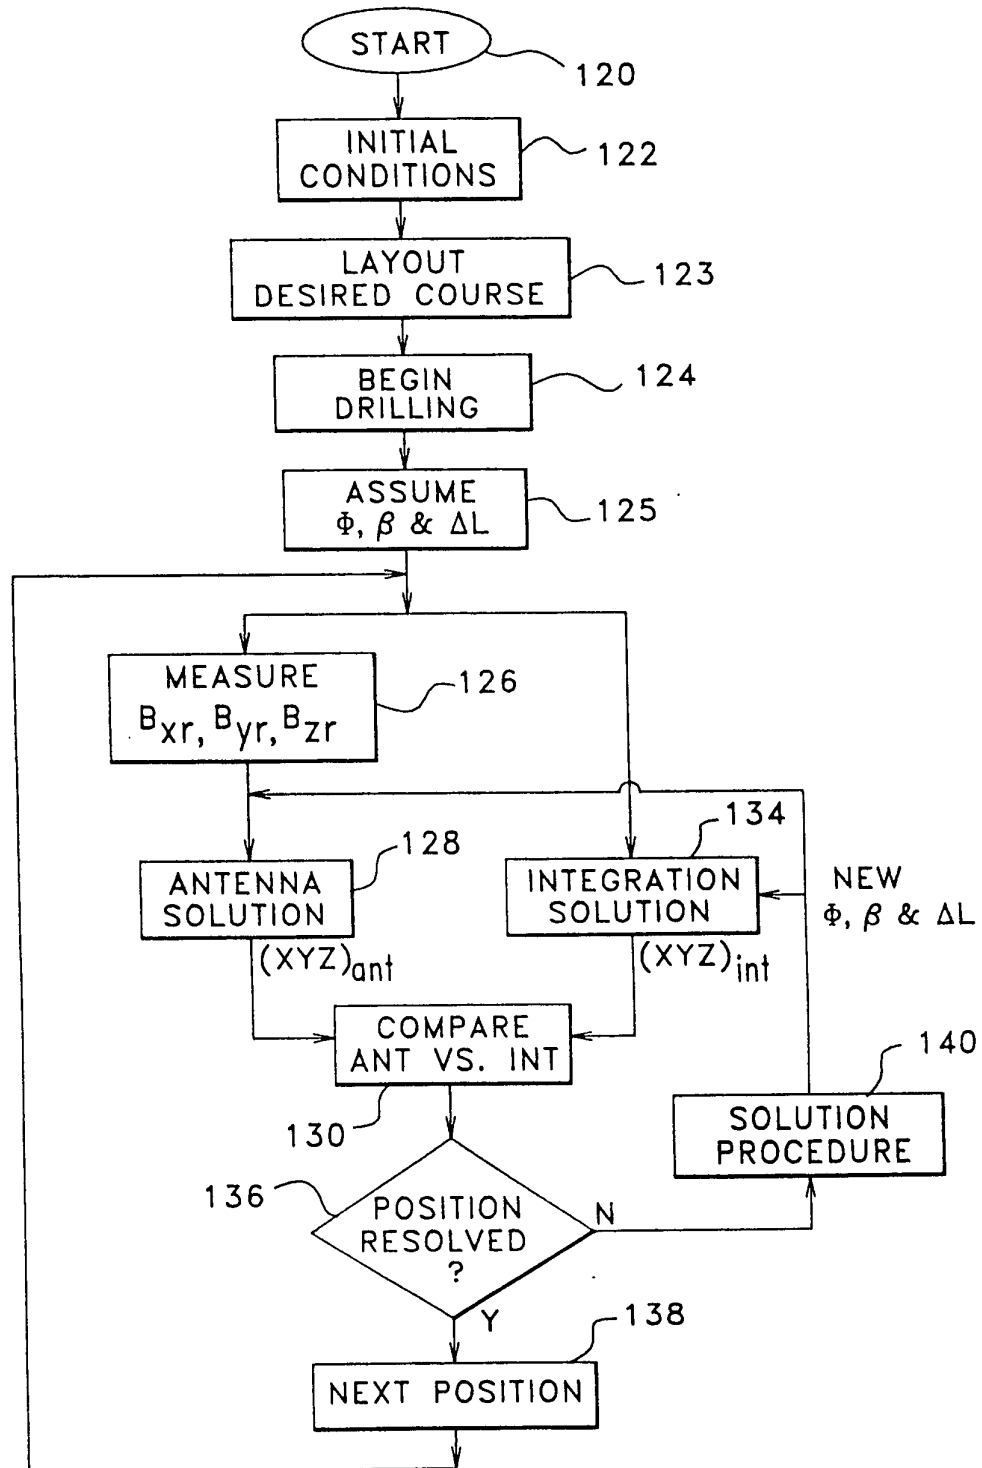 START
120
INITIAL
CONDITIONS
122
LAYOUT
DESIRED COURSE
123
BEGIN
DRILLING
124
ASSUME
Φ, β & ΔL
125
MEASURE
Bxr, Byr, Bzr
126
134
128
ANTENNA
SOLUTION
INTEGRATION
SOLUTION
NEW
Φ, β & ΔL
(XYZ)ant
(XYZ)int
COMPARE
ANT VS. INT
130
140
SOLUTION
PROCEDURE
136
POSITION
RESOLVED
?
N
Y
138
NEXT POSITION